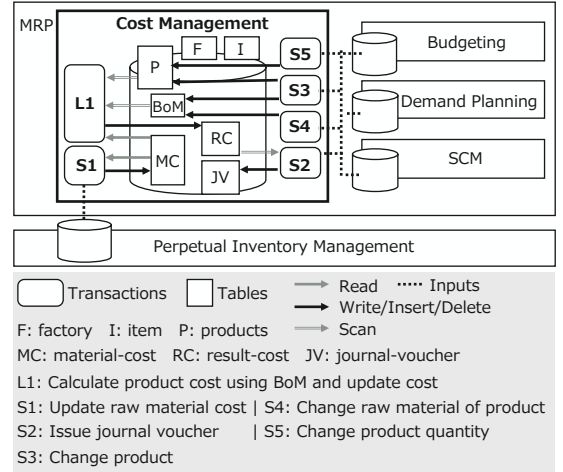 MRP
Cost Management
F
I
P
S5
Budgeting
S3
L1
BoM
Demand Planning
S4
RC
S1
MC
S2
SCM
JV
Perpetual Inventory Management
Transactions
Tables
Read
Inputs
Write/Insert/Delete
F: factory I: item P: products
Scan
MC: material-cost RC: result-cost JV: journal-voucher
L1: Calculate product cost using BoM and update cost
S1: Update raw material cost | S4: Change raw material of product
S2: Issue journal voucher | S5: Change product quantity
S3: Change product